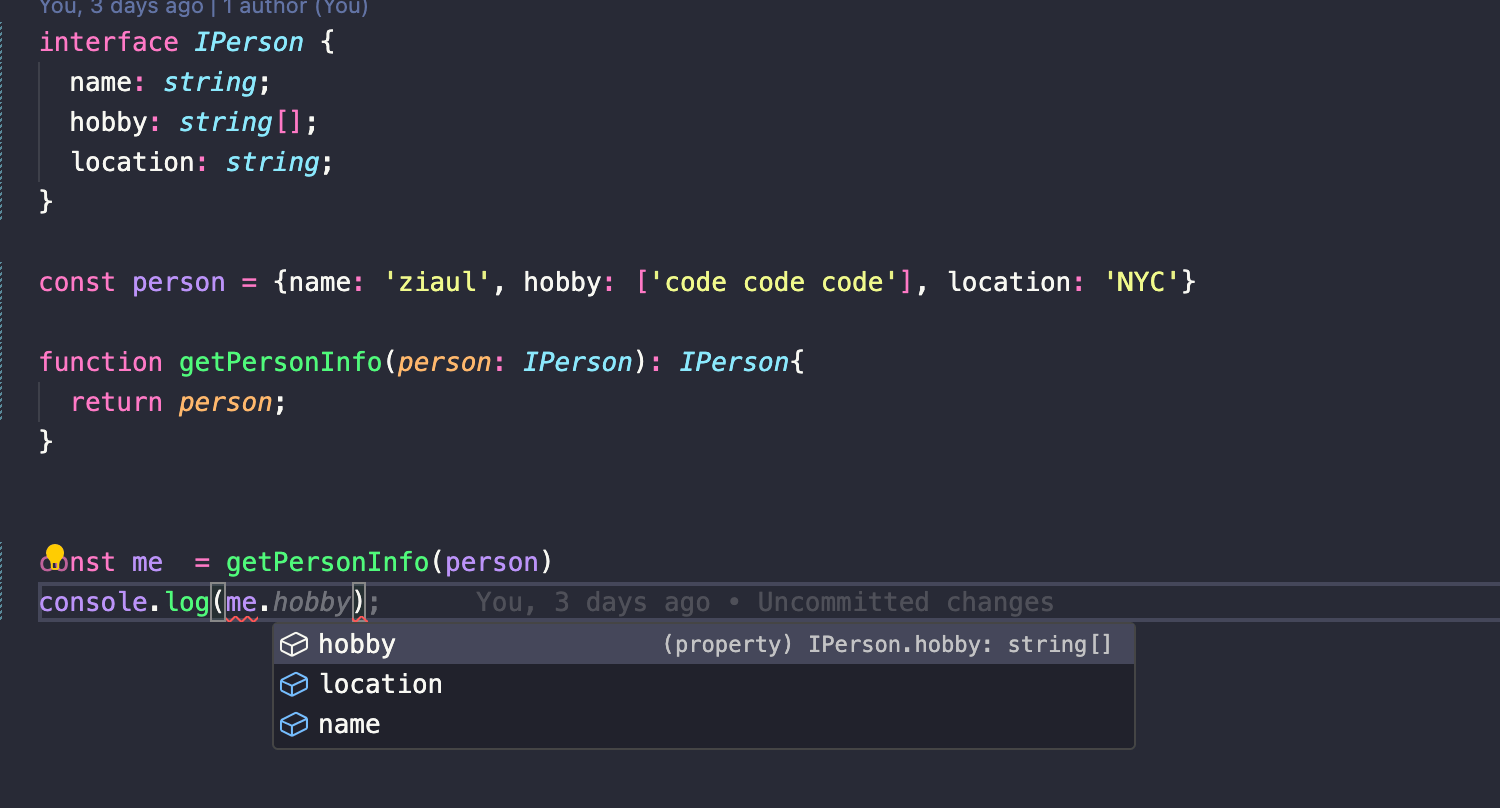 You, 3 days ago | 1 author (You)
interface IPerson {
  name: string;
  hobby: string[];
  location: string;
}
const person = {name: 'ziaul', hobby: ['code code code'], location: 'NYC'}
function getPersonInfo(person: IPerson): IPerson{
  return person;
}
const me  = getPersonInfo(person)
console.log(me.hobby);      You, 3 days ago • Uncommitted changes
hobby (property) IPerson.hobby: string[]
location
name